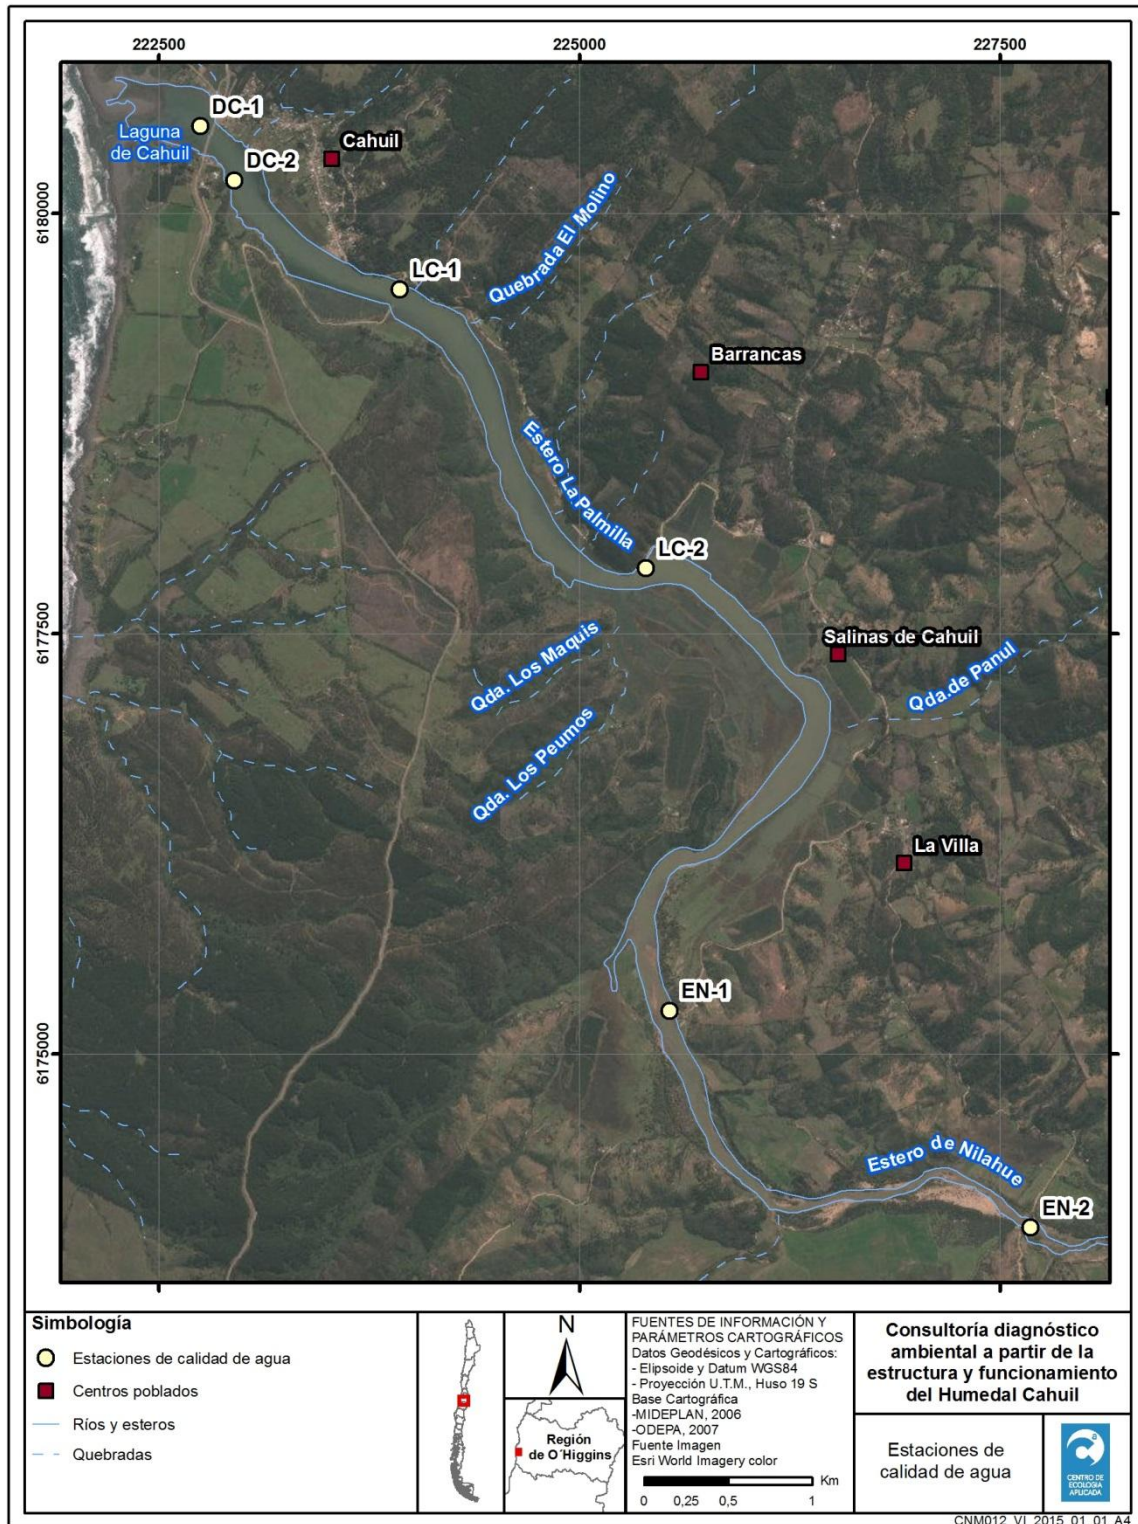 222500
225000
227500
DC-1
Laguna
de Cahuil
Cahuil
DC-2
6180000
LC-1
Quebrada El Molino
Barrancas
Estero La Palmilla
LC-2
6177500
Salinas de Cahuil
Qda. Los Maquis
Qda.de Panul
Qda. Los Peumos
La Villa
EN-1
6175000
Estero de Nilahue
EN-2
Simbología
Estaciones de calidad de agua
Centros poblados
Ríos y esteros
Quebradas
N
Región
de O´Higgins
FUENTES DE INFORMACIÓN Y
PARÁMETROS CARTOGRÁFICOS
Datos Geodésicos y Cartográficos:
- Elipsoide y Datum WGS84
- Proyección U.T.M., Huso 19 S
Base Cartográfica
-MIDEPLAN, 2006
-ODEPA, 2007
Fuente Imagen
Esri World Imagery color
Km
0 0,25 0,5 1
Consultoría diagnóstico
ambiental a partir de la
estructura y funcionamiento
del Humedal Cahuil
Estaciones de
calidad de agua
CENTRO DE
ECOLOGÍA
APLICADA
CNM012_VI_2015_01_01_A4